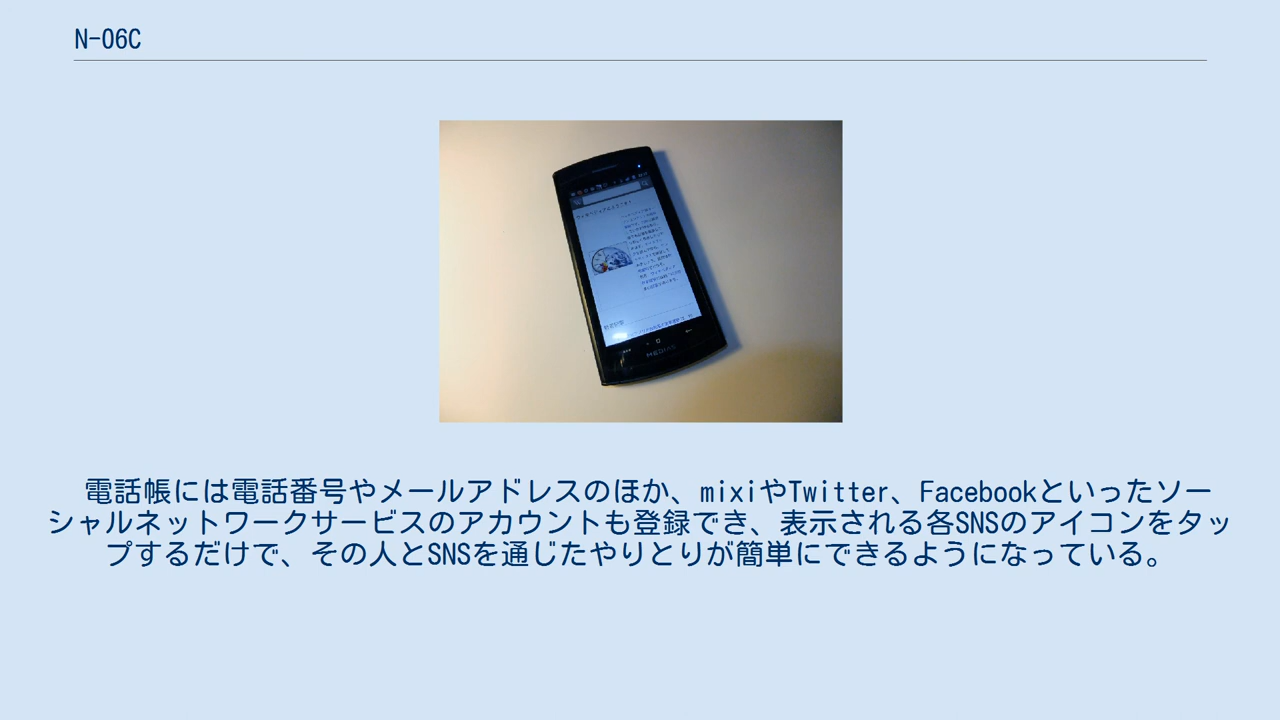 N-06C
MEDIAS
電話帳には電話番号やメールアドレスのほか、mixiやTwitter、Facebookといったソー
シャルネットワークサービスのアカウントも登録でき、表示される各SNSのアイコンをタッ
プするだけで、その人とSNSを通じたやりとりが簡単にできるようになっている。